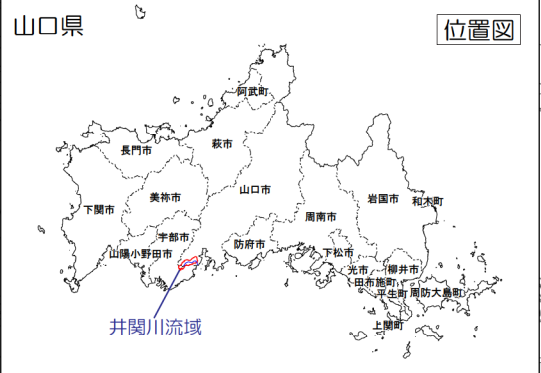 山口県
位置図
阿武町
萩市
長門市
山口市
美祢市
下関市
岩国市
和木町
周南市
宇部市
防府市
山陽小野田市
下松市
光市
柳井市
田布施町
平生町
周防大島町
上関町
井関川流域